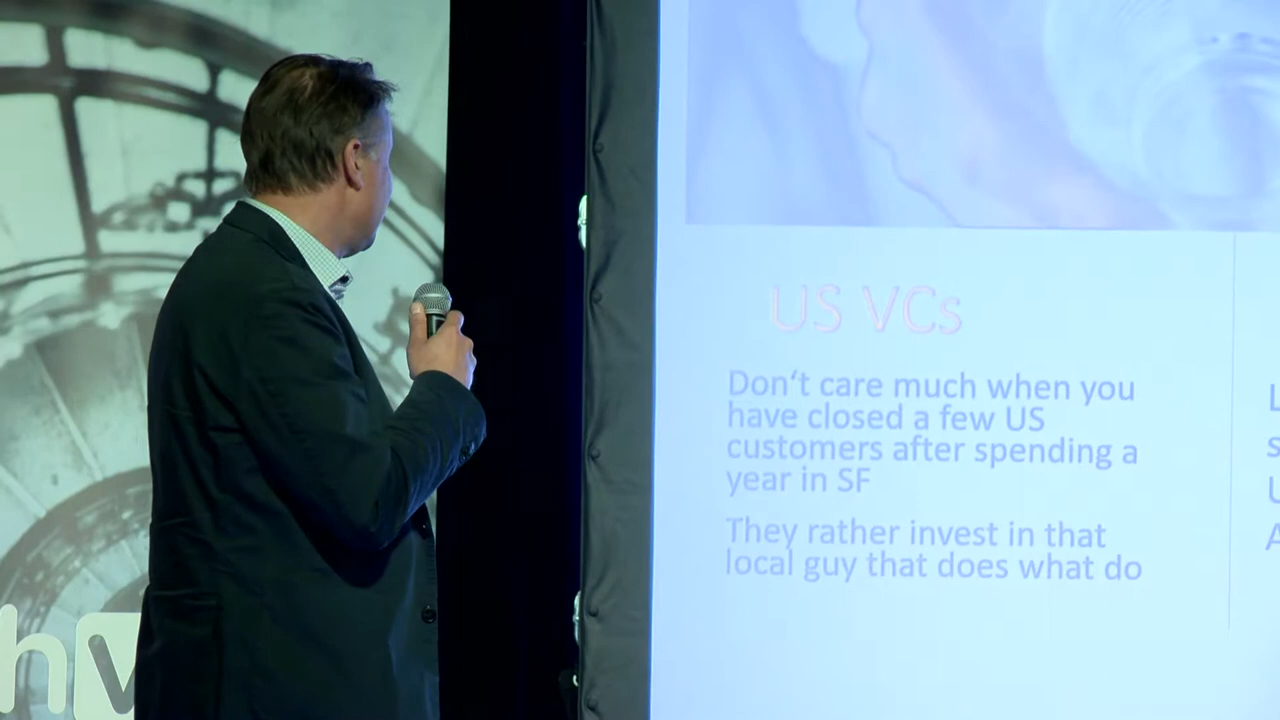 US VCs
Don‘t care much when you
have closed a few US
customers after spending a
year in SF
They rather invest in that
local guy that does what do
L
s
U
A
h
v